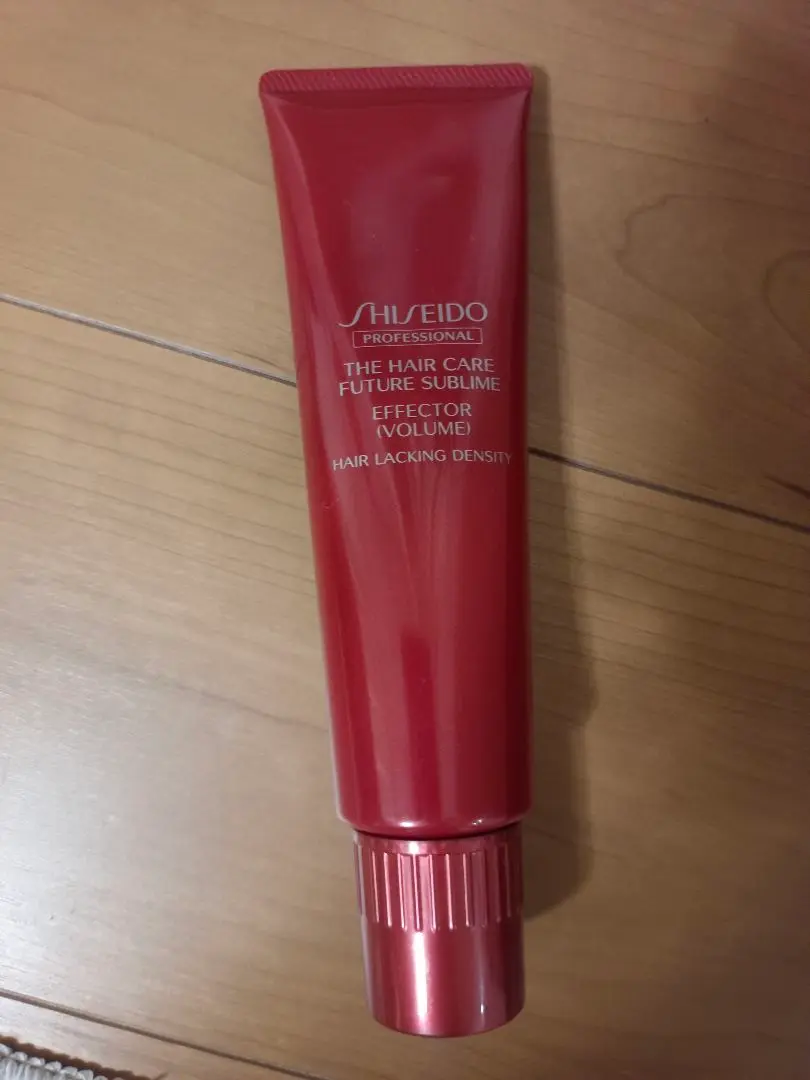 SHISEIDO
PROFESSIONAL
THE HAIR CARE
FUTURE SUBLIME
EFFECTOR
(VOLUME)
HAIR LACKING DENSITY